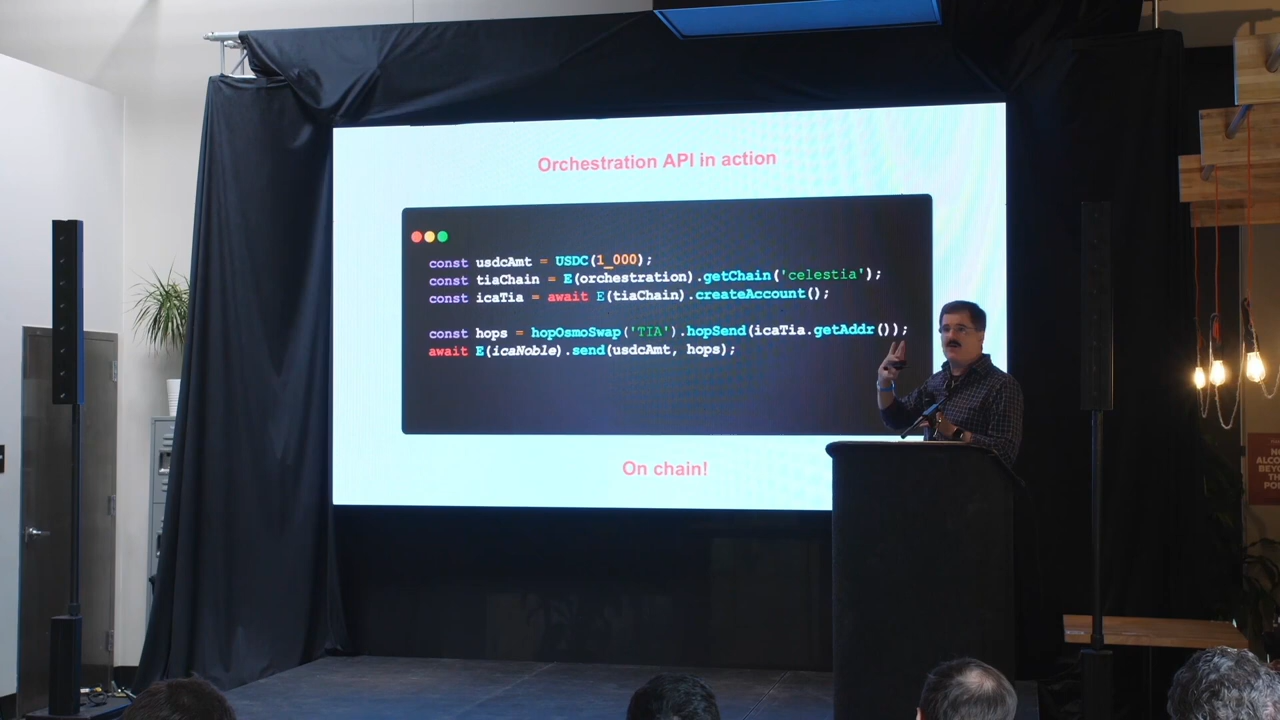 Orchestration API in action
const usdcAmt = USDC(1_000);
const tiaChain = E(orchestration).getChain('celestia');
const icaTia = await E(tiaChain).createAccount();
const hops = hopOsmoSwap('TIA').hopSend(icaTia.getAddr());
await E(icaNoble).send(usdcAmt, hops);
On chain!